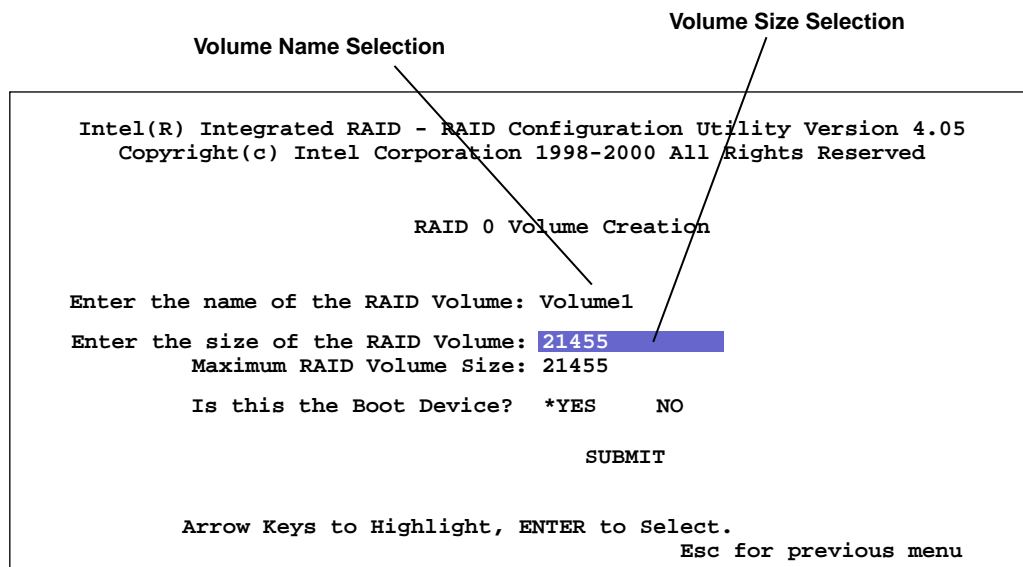 Volume Size Selection
Volume Name Selection
Intel(R) Integrated RAID - RAID Configuration Utility Version 4.05
Copyright(c) Intel Corporation 1998-2000 All Rights Reserved
RAID 0 Volume Creation
Enter the name of the RAID Volume: Volume1
Enter the size of the RAID Volume: 21455
Maximum RAID Volume Size: 21455
Is this the Boot Device? *YES NO
SUBMIT
Arrow Keys to Highlight, ENTER to Select.
Esc for previous menu